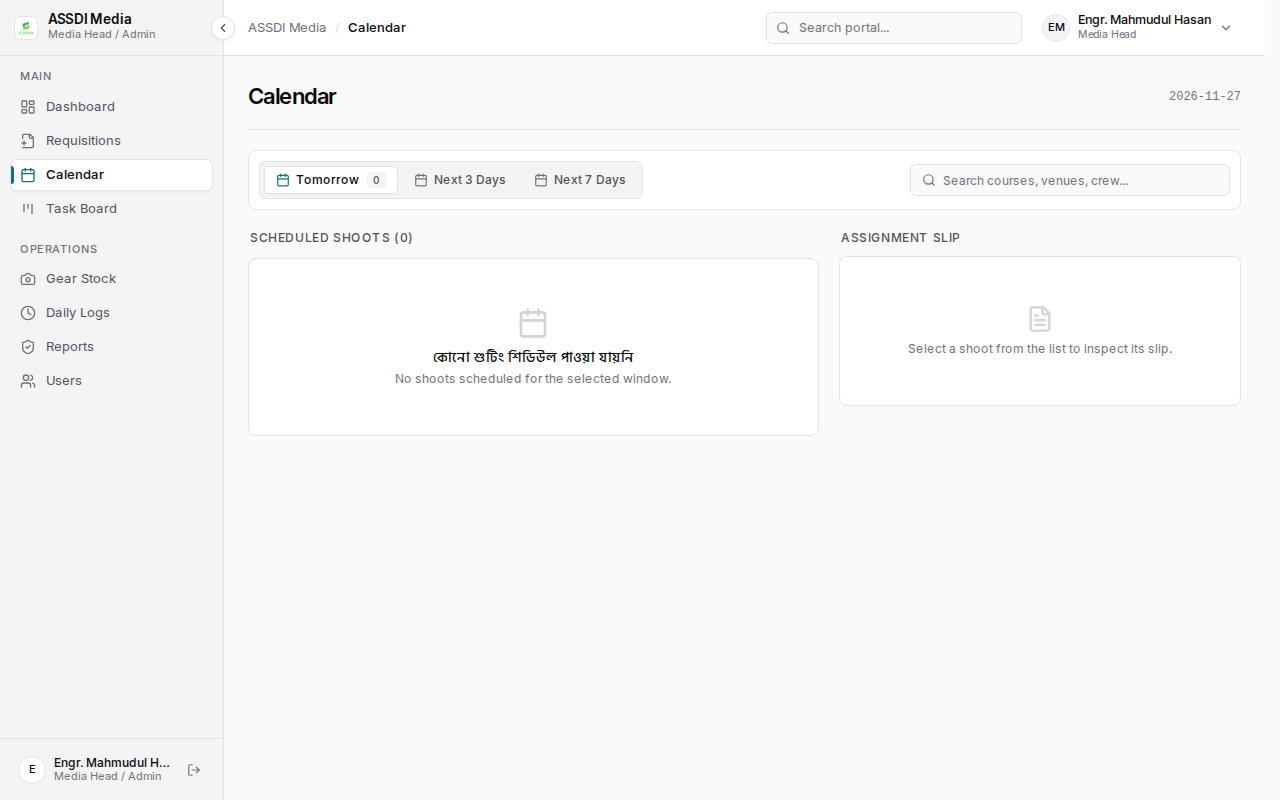 ASSDI Media
Media Head / Admin
MAIN
Dashboard
Requisitions
Calendar
Task Board
OPERATIONS
Gear Stock
Daily Logs
Reports
Users
Engr. Mahmudul H...
Media Head / Admin
E
ASSDI Media / Calendar
Search portal...
EM
Engr. Mahmudul Hasan
Media Head
Calendar
2026-11-27
Tomorrow 0
Next 3 Days
Next 7 Days
Search courses, venues, crew...
SCHEDULED SHOOTS (0)
কোনো শুটিং শিডিউল পাওয়া যায়নি
No shoots scheduled for the selected window.
ASSIGNMENT SLIP
Select a shoot from the list to inspect its slip.